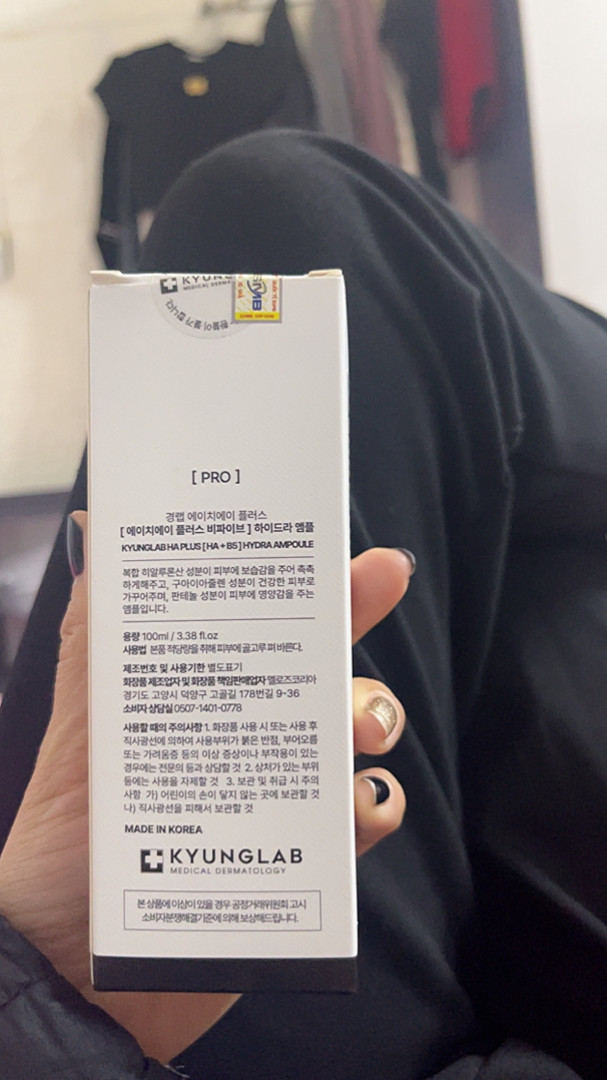 [ PRO ]
경랩 에이치에이 플러스
[ 에이치에이 플러스 비파이브 ] 하이드라 앰플
KYUNGLAB HA PLUS [ HA + B5 ] HYDRA AMPOULE
복합 히알루론산 성분이 피부에 보습감을 주어 촉촉
하게해주고, 구아이아줄렌 성분이 건강한 피부로
가꾸어주며, 판테놀 성분이 피부에 영양감을 주는
앰플입니다.
용량 100ml / 3.38 fl.oz
사용법 본품 적당량을 취해 피부에 골고루 펴 바른다.
제조번호 및 사용기한 별도표기
화장품 제조업자 및 화장품 책임판매업자 엘로즈코리아
경기도 고양시 덕양구 고골길 178번길 9-36
소비자 상담실 0507-1401-0778
사용할 때의 주의사항 1. 화장품 사용 시 또는 사용 후
직사광선에 의하여 사용부위가 붉은 반점, 부어오름
또는 가려움증 등의 이상 증상이나 부작용이 있는
경우에는 전문의 등과 상담할 것 2. 상처가 있는 부위
등에는 사용을 자제할 것 3. 보관 및 취급 시 주의
사항 가) 어린이의 손이 닿지 않는 곳에 보관할 것
나) 직사광선을 피해서 보관할 것
MADE IN KOREA
KYUNGLAB
MEDICAL DERMATOLOGY
본 상품에 이상이 있을 경우 공정거래위원회 고시
소비자분쟁해결기준에 의해 보상해드립니다.